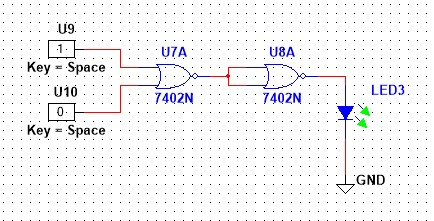 U9
1
Key = Space
U10
0
Key = Space
U7A
7402N
U8A
7402N
LED3
GND